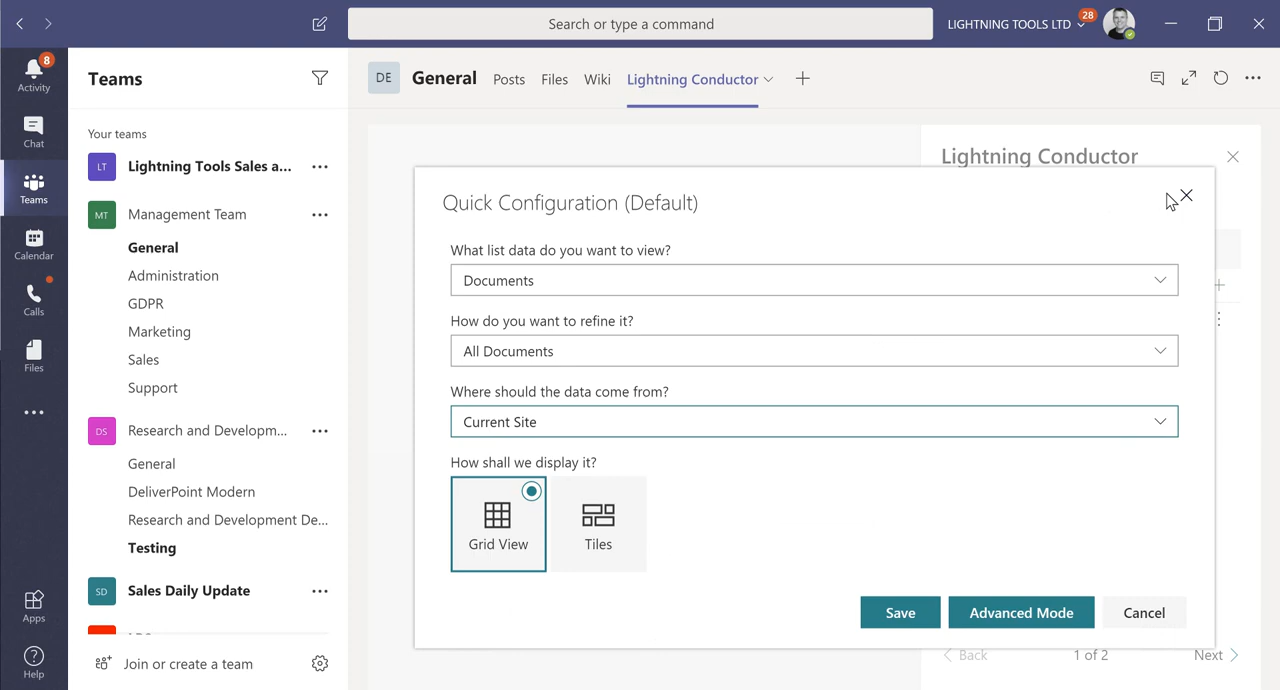 Search or type a command
LIGHTNING TOOLS LTD
28
8
Activity
Chat
Teams
Calendar
Calls
Files
Apps
Help
Teams
Your teams
LT
Lightning Tools Sales a...
MT
Management Team
General
Administration
GDPR
Marketing
Sales
Support
DS
Research and Developm...
General
DeliverPoint Modern
Research and Development De...
Testing
SD
Sales Daily Update
Join or create a team
DE
General
Posts
Files
Wiki
Lightning Conductor
Lightning Conductor
Quick Configuration (Default)
What list data do you want to view?
Documents
How do you want to refine it?
All Documents
Where should the data come from?
Current Site
How shall we display it?
Grid View
Tiles
Save
Advanced Mode
Cancel
Back
1 of 2
Next